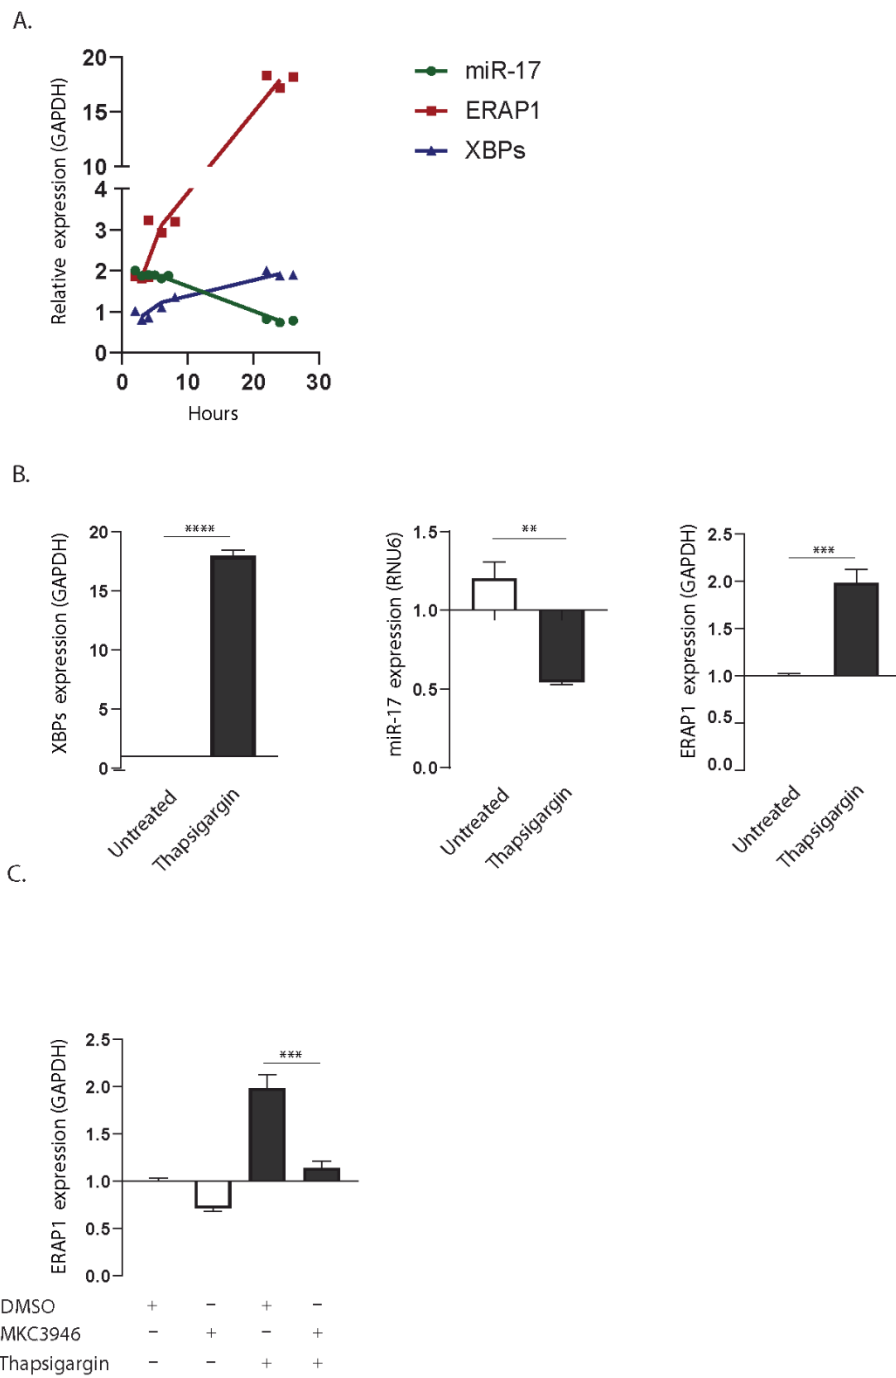 A.
Relative expression (GAPDH)
20
15
10
4
3
2
1
0
0
10
20
30
Hours
miR-17
ERAP1
XBPs
B.
XBPs expression (GAPDH)
20
15
10
5
0
****
Untreated
Thapsigargin
miR-17 expression (RNU6)
1.5
1.0
0.5
0.0
**
Untreated
Thapsigargin
ERAP1 expression (GAPDH)
2.5
2.0
1.5
1.0
0.5
0.0
***
Untreated
Thapsigargin
C.
ERAP1 expression (GAPDH)
2.5
2.0
1.5
1.0
0.5
0.0
***
DMSO + – + –
MKC3946 – + – +
Thapsigargin – – + +